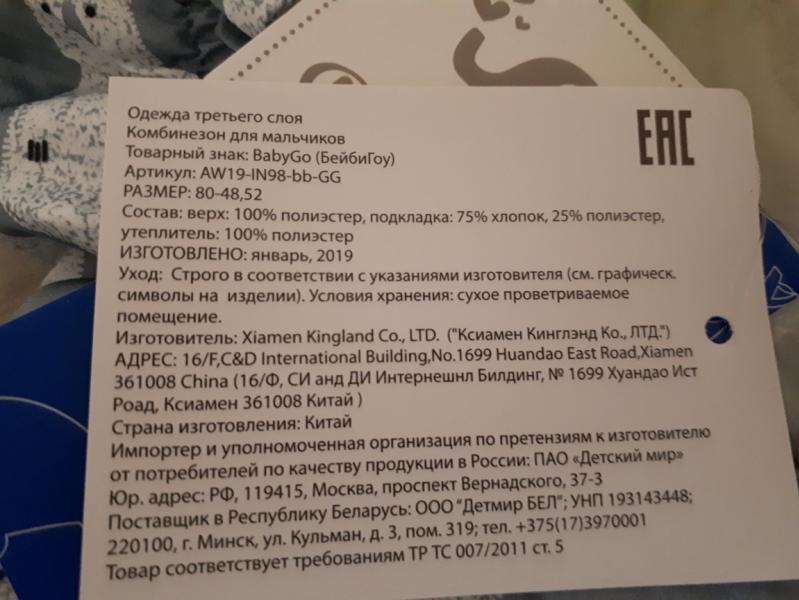 Одежда третьего слоя
Комбинезон для мальчиков
Товарный знак: BabyGo (БейбиГоу)
Артикул: AW19-IN98-bb-GG
РАЗМЕР: 80-48,52
Состав: верх: 100% полиэстер, подкладка: 75% хлопок, 25% полиэстер,
утеплитель: 100% полиэстер
ИЗГОТОВЛЕНО: январь, 2019
Уход: Строго в соответствии с указаниями изготовителя (см. графическ.
символы на изделии). Условия хранения: сухое проветриваемое
помещение.
Изготовитель: Xiamen Kingland Co., LTD. ("Ксиамен Кинглэнд Ко., ЛТД.")
АДРЕС: 16/F,C&D International Building,No.1699 Huandao East Road,Xiamen
361008 China (16/Ф, СИ анд ДИ Интернешнл Билдинг, № 1699 Хуандао Ист
Роад, Ксиамен 361008 Китай )
Страна изготовления: Китай
Импортер и уполномоченная организация по претензиям к изготовителю
от потребителей по качеству продукции в России: ПАО «Детский мир»
Юр. адрес: РФ, 119415, Москва, проспект Вернадского, 37-3
Поставщик в Республику Беларусь: ООО "Детмир БЕЛ"; УНП 193143448;
220100, г. Минск, ул. Кульман, д. 3, пом. 319; тел. +375(17)3970001
Товар соответствует требованиям ТР ТС 007/2011 ст. 5
EAC